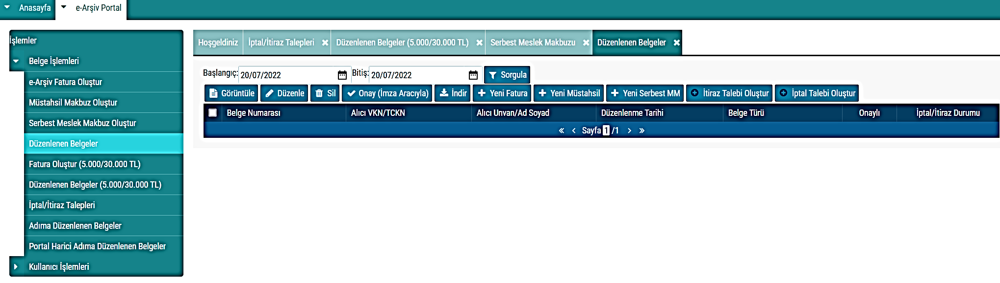 Anasayfa e-Arşiv Portal
İşlemler
Belge İşlemleri
e-Arşiv Fatura Oluştur
Müstahsil Makbuz Oluştur
Serbest Meslek Makbuz Oluştur
Düzenlenen Belgeler
Fatura Oluştur (5.000/30.000 TL)
Düzenlenen Belgeler (5.000/30.000 TL)
İptal/İtiraz Talepleri
Adıma Düzenlenen Belgeler
Portal Harici Adıma Düzenlenen Belgeler
Kullanıcı İşlemleri
Hoşgeldiniz İptal/İtiraz Talepleri Düzenlenen Belgeler (5.000/30.000 TL) Serbest Meslek Makbuzu Düzenlenen Belgeler
Başlangıç: 20/07/2022 Bitiş: 20/07/2022 Sorgula
Görüntüle Düzenle Sil Onay (İmza Aracıyla) İndir Yeni Fatura Yeni Müstahsil Yeni Serbest MM İtiraz Talebi Oluştur İptal Talebi Oluştur
Belge Numarası Alıcı VKN/TCKN Alıcı Unvan/Ad Soyad Düzenlenme Tarihi Belge Türü Onaylı İptal/İtiraz Durumu
« ‹ Sayfa 1 /1 › »